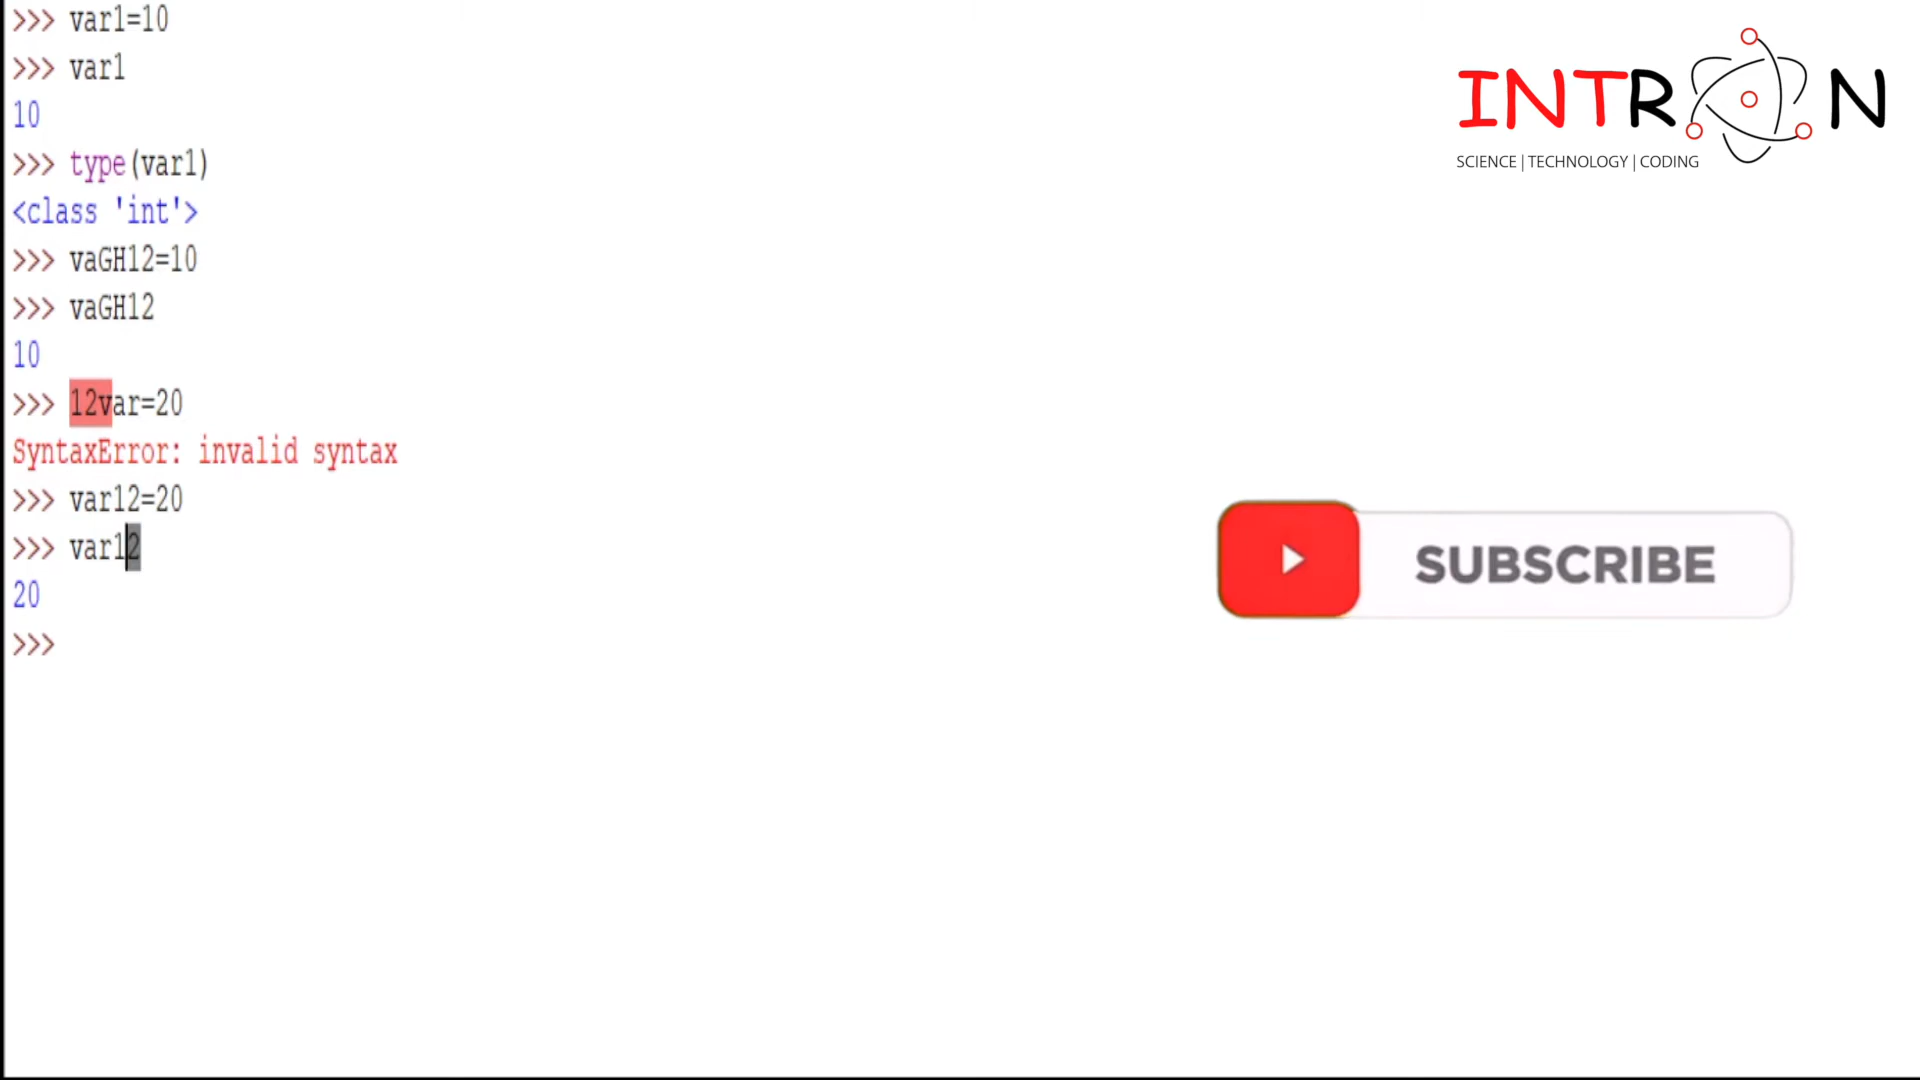 >>> var1=10
>>> var1
10
>>> type(var1)
<class 'int'>
>>> vaGH12=10
>>> vaGH12
10
>>> 12var=20
SyntaxError: invalid syntax
>>> var12=20
>>> var12
20
>>>
INTRON
SCIENCE | TECHNOLOGY | CODING
SUBSCRIBE